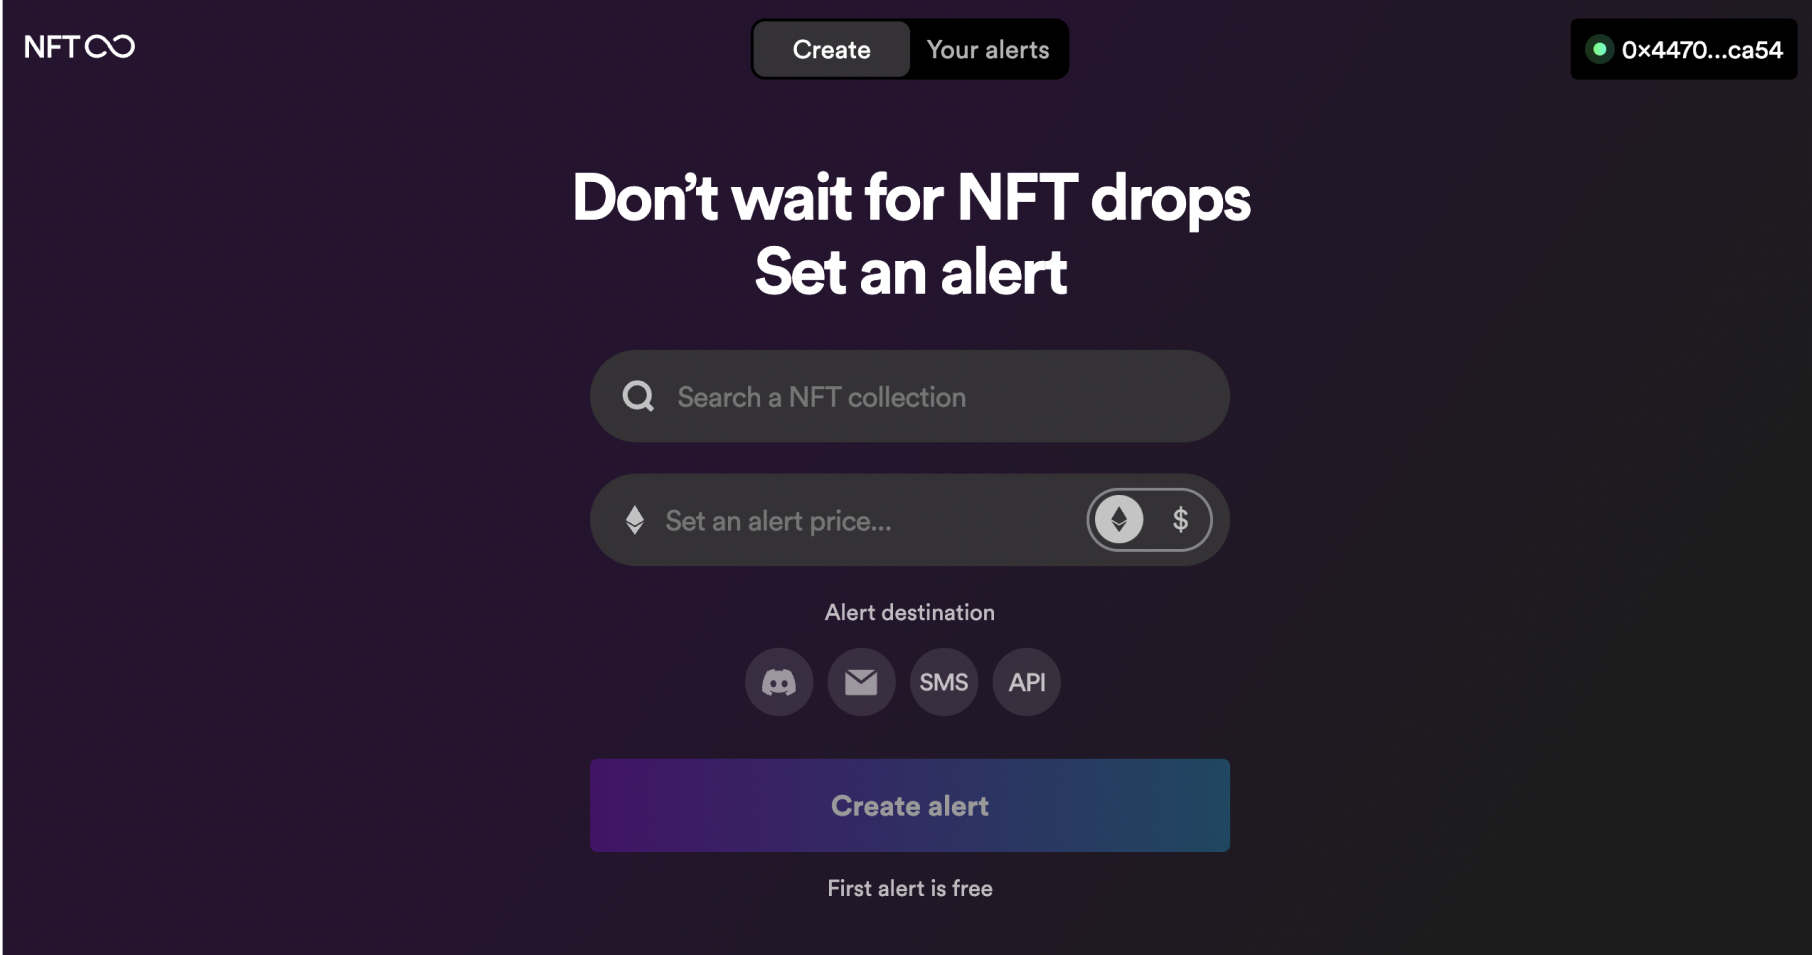 NFT
Create
Your alerts
0x4470...ca54
Don't wait for NFT drops
Set an alert
Search a NFT collection
Set an alert price...
$
Alert destination
SMS
API
Create alert
First alert is free